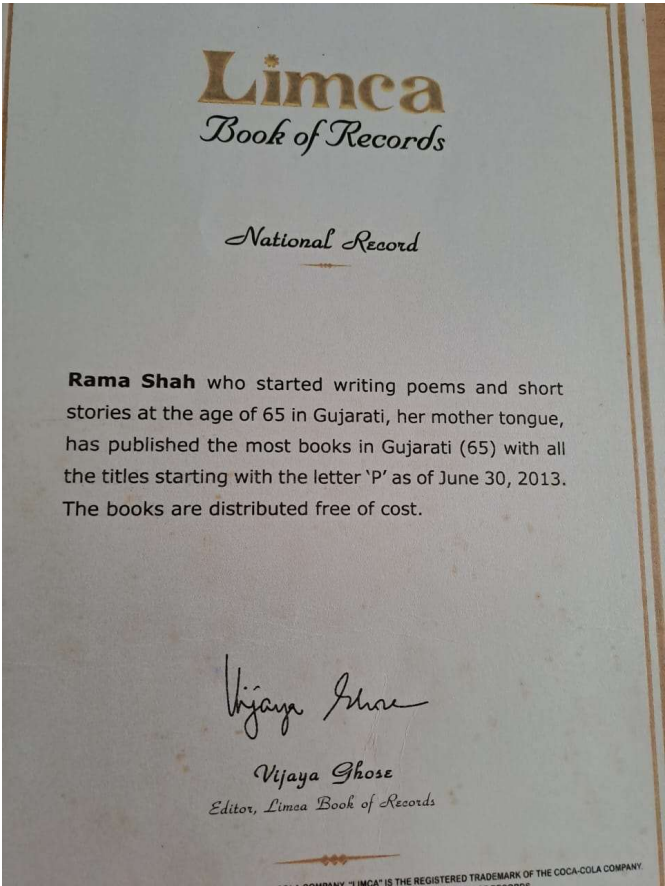 Limca
Book of Records
National Record
Rama Shah who started writing poems and short
stories at the age of 65 in Gujarati, her mother tongue,
has published the most books in Gujarati (65) with all
the titles starting with the letter ‘P’ as of June 30, 2013.
The books are distributed free of cost.
Vijaya Ghose
Vijaya Ghose
Editor, Limca Book of Records
COMPANY. "LIMCA" IS THE REGISTERED TRADEMARK OF THE COCA-COLA COMPANY.